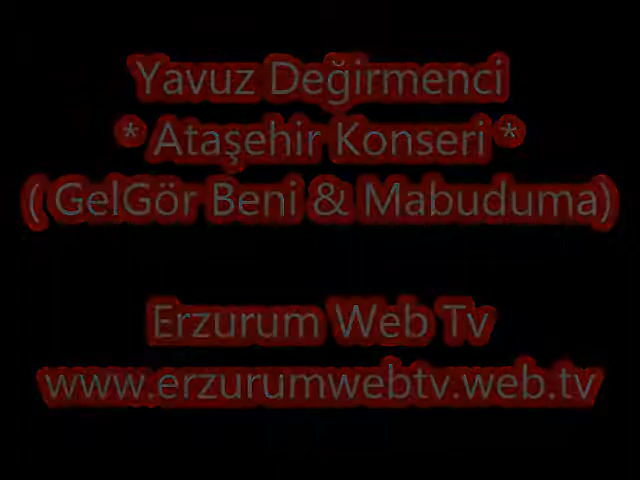 Yavuz Değirmenci
* Ataşehir Konseri *
( GelGör Beni & Mabuduma)
Erzurum Web Tv
www.erzurumwebtv.web.tv